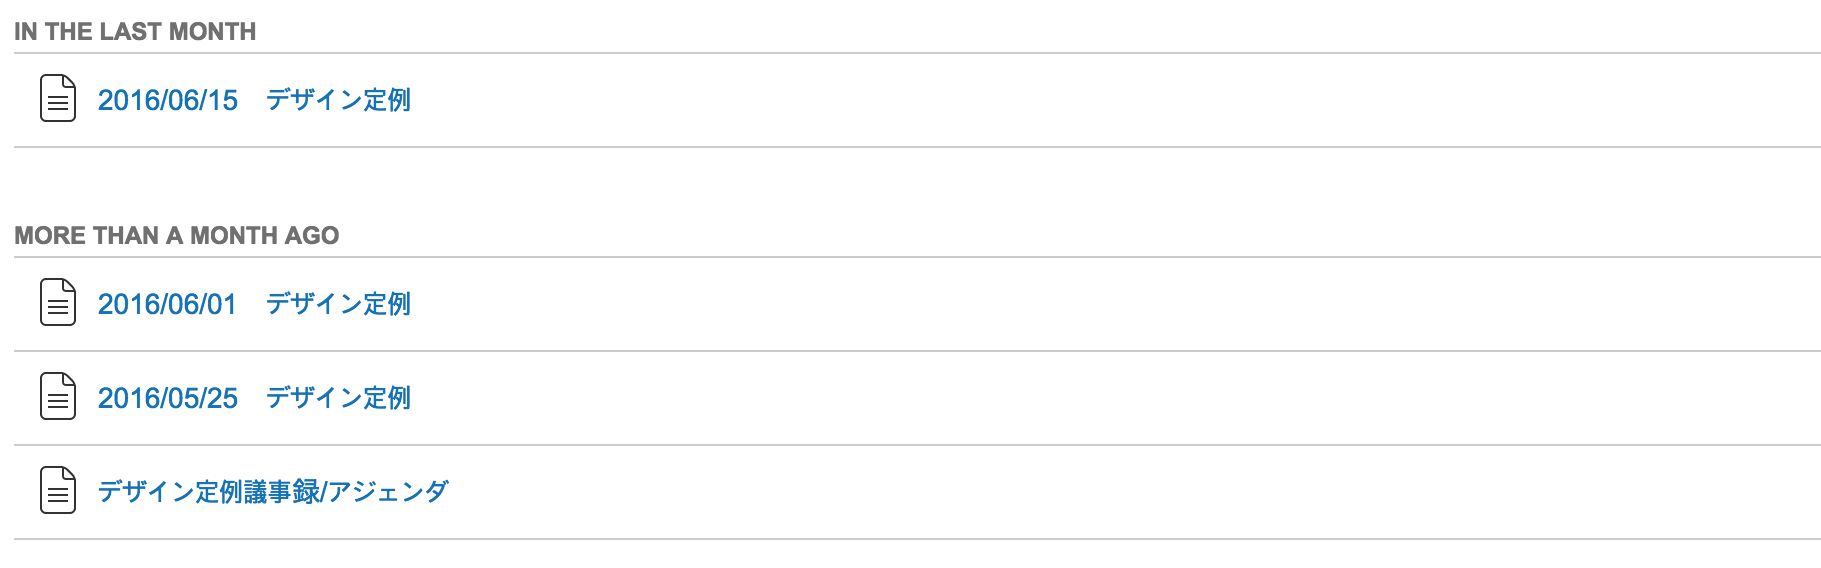 IN THE LAST MONTH
2016/06/15　デザイン定例
MORE THAN A MONTH AGO
2016/06/01　デザイン定例
2016/05/25　デザイン定例
デザイン定例議事録/アジェンダ